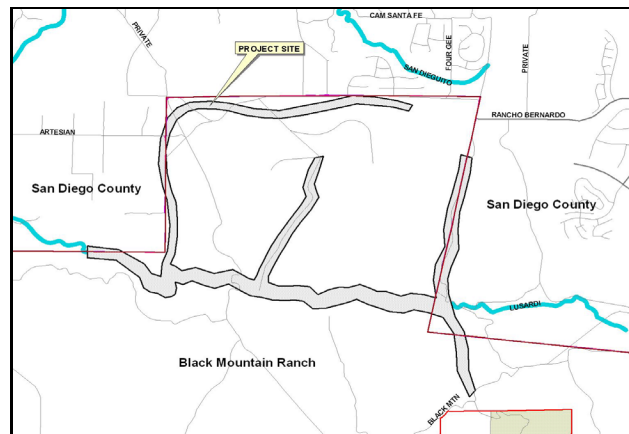 CAM SANTA FE
PRIVATE
FOUR GEE
PRIVATE
PROJECT SITE
SAN DIEGUITO
RANCHO BERNARDO
ARTESIAN
San Diego County
San Diego County
LUSARDI
Black Mountain Ranch
BLACK MTN